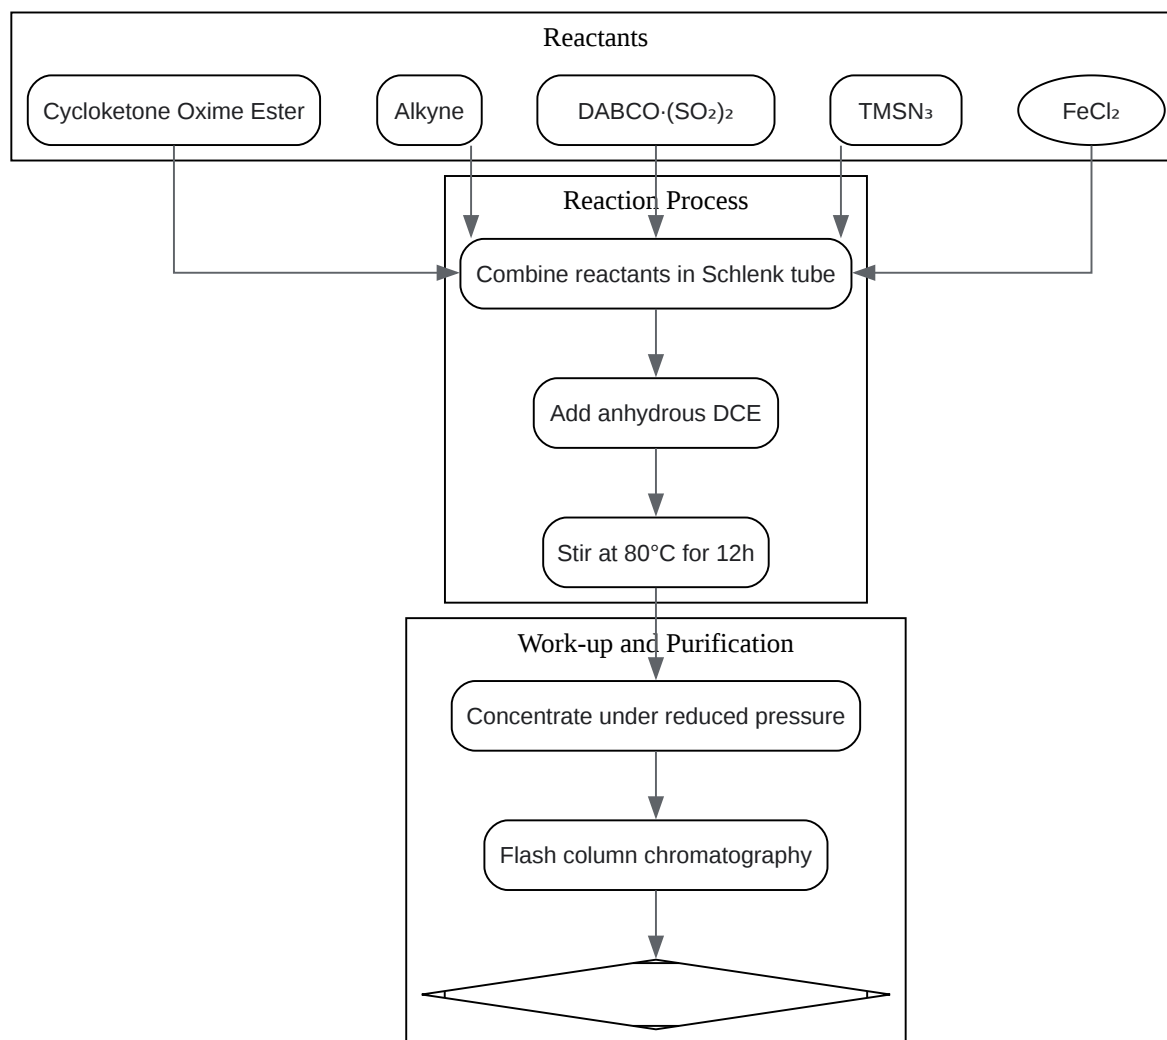 Reactants
Cycloketone Oxime Ester
Alkyne
DABCO·(SO₂)₂
TMSN₃
FeCl₂
Reaction Process
Combine reactants in Schlenk tube
Add anhydrous DCE
Stir at 80°C for 12h
Work-up and Purification
Concentrate under reduced pressure
Flash column chromatography